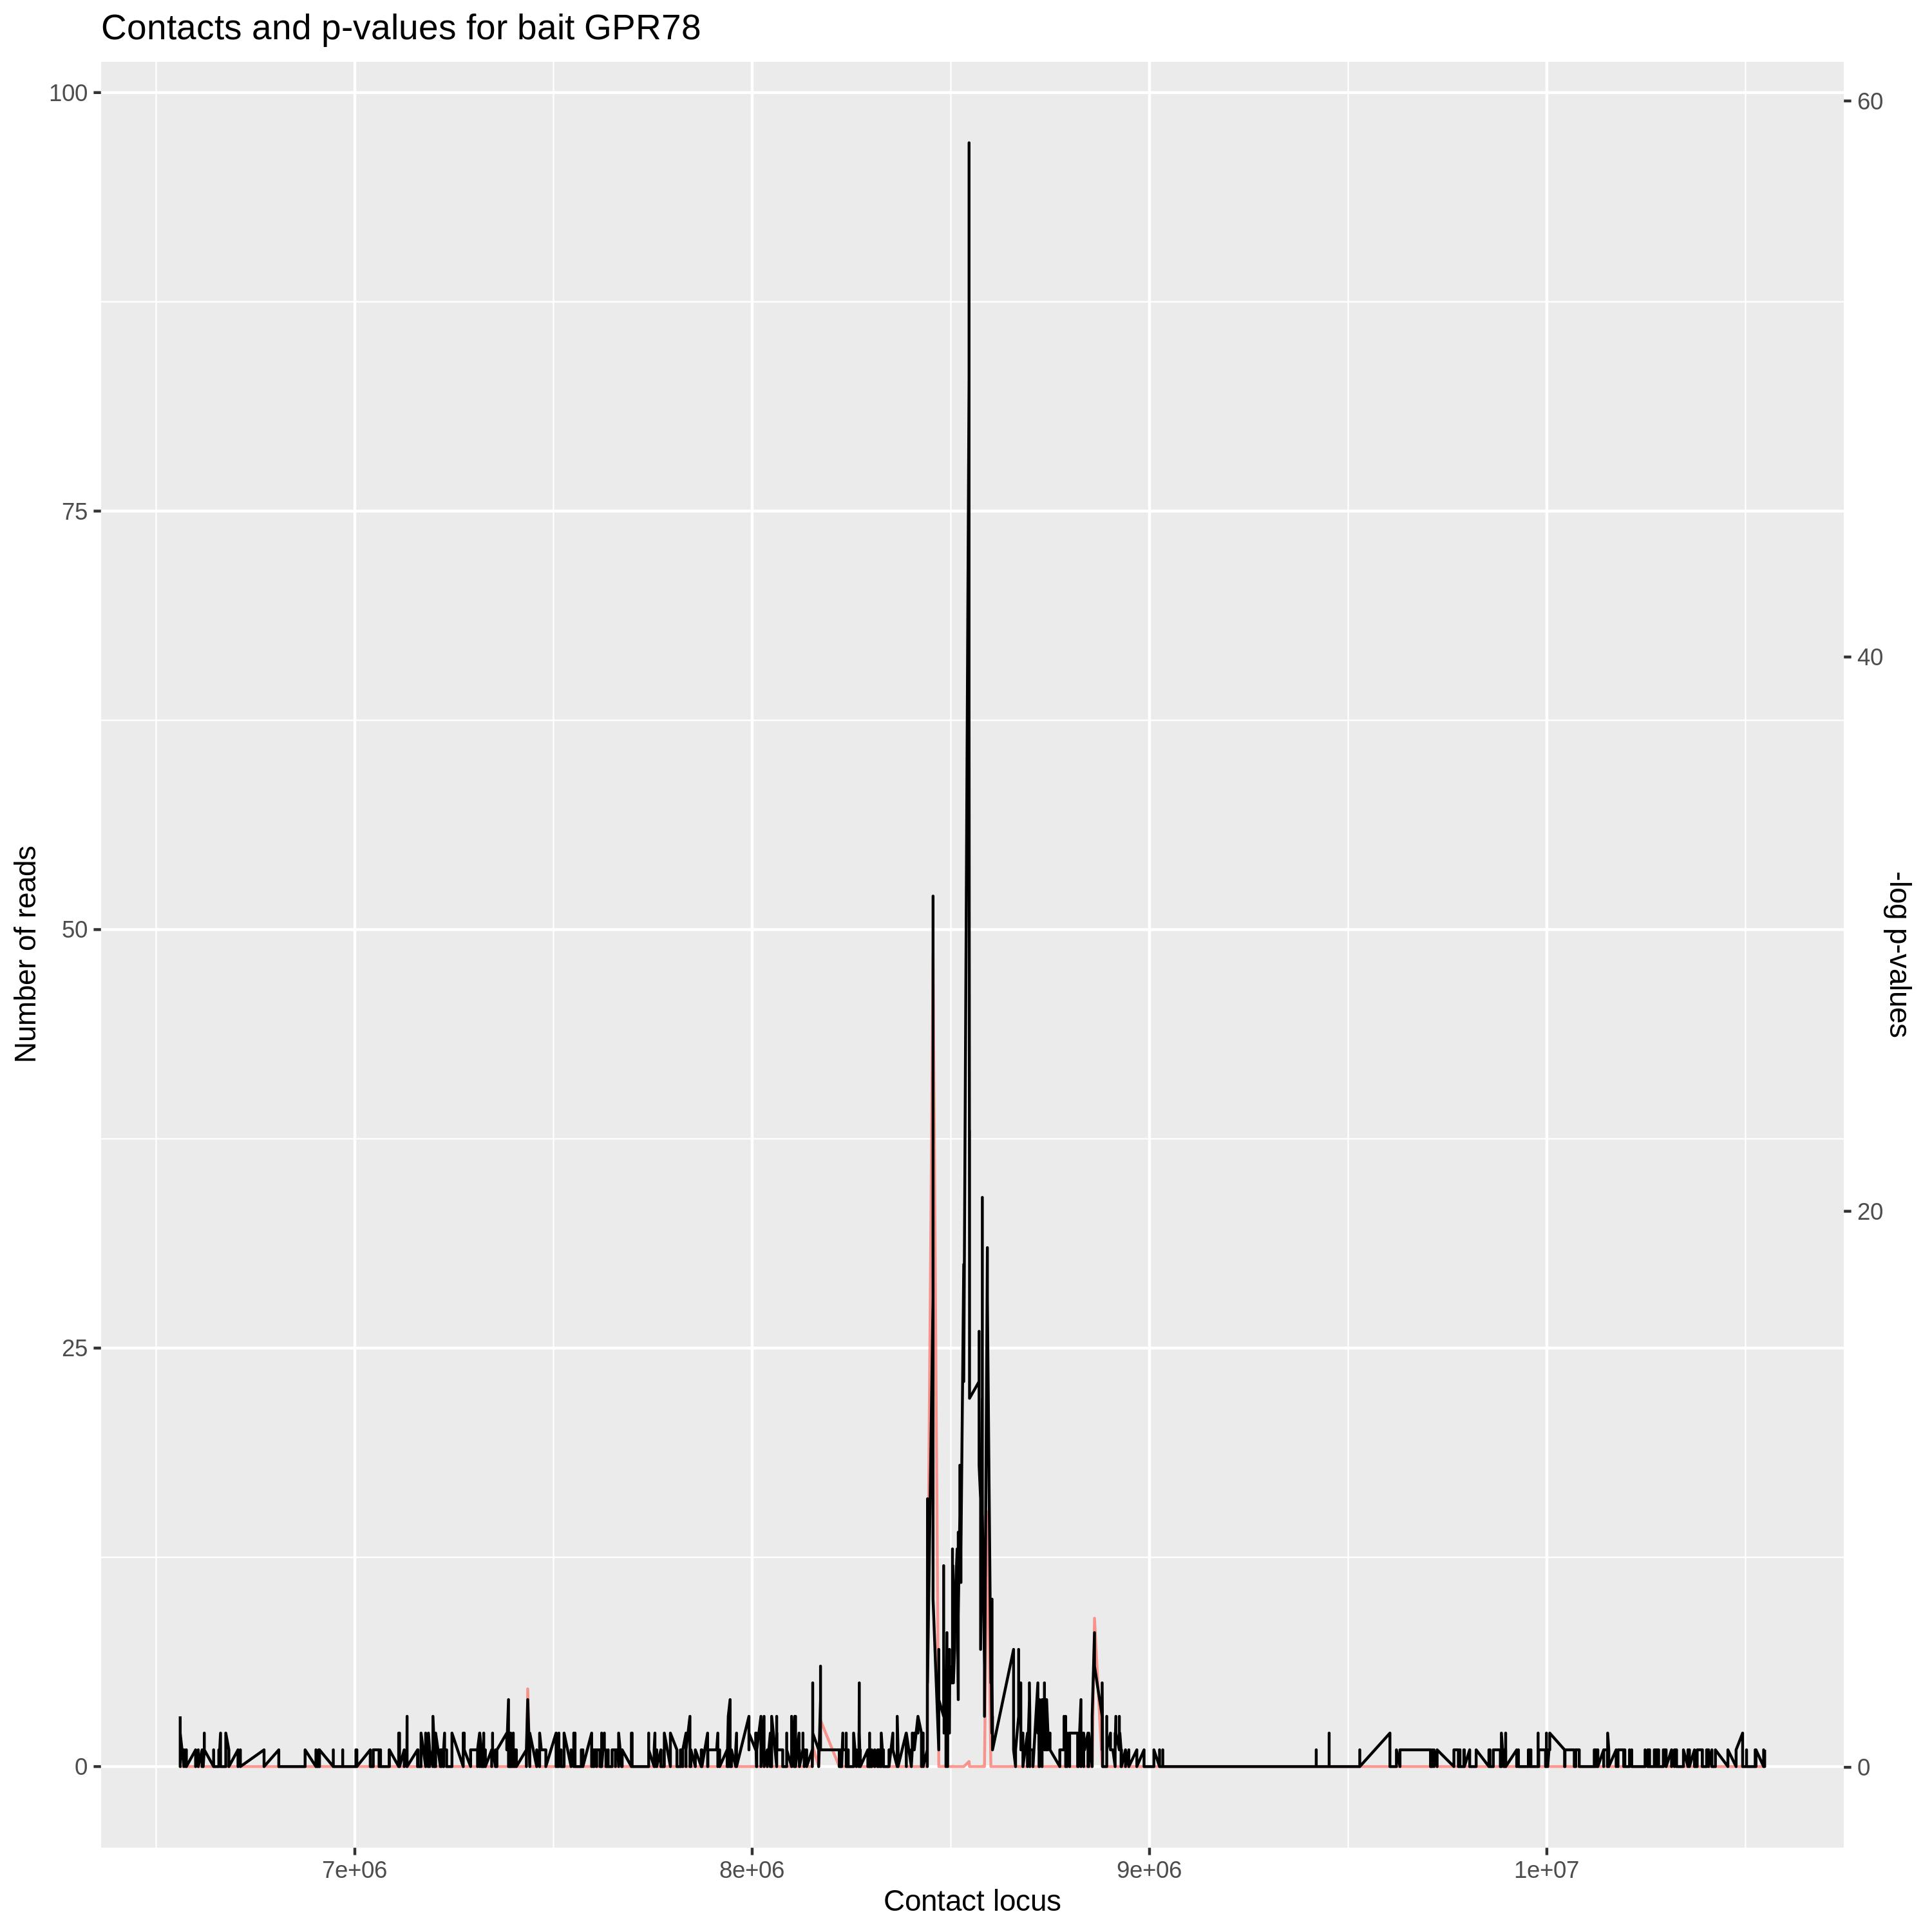 Contacts and p-values for bait GPR78
100
75
50
25
0
60
40
20
0
Number of reads
-log p-values
7e+06
8e+06
9e+06
1e+07
Contact locus